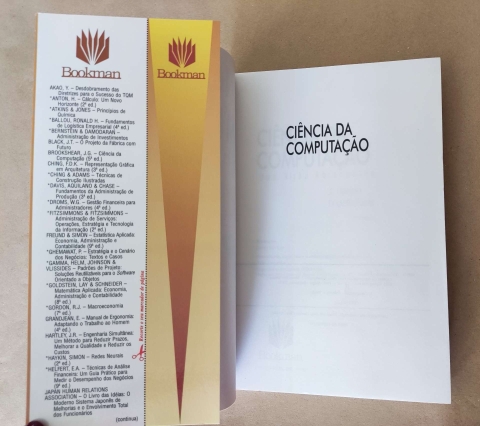 Bookman
AKAO, Y. – Desdobramento das
Diretrizes para o Sucesso do TQM
*ANTON, H. – Cálculo: Um Novo
Horizonte (2ª ed.)
*ATKINS & JONES – Princípios de
Química
*BALLOU, RONALD H. – Fundamentos
de Logística Empresarial (4ª ed.)
*BERNSTEIN & DAMODARAN –
Administração de Investimentos
BLACK, J.T. – O Projeto da Fábrica com
Futuro
BROOKSHEAR, J.G. – Ciência da
Computação (5ª ed.)
CHING, F.D.K. – Representação Gráfica
em Arquitetura (3ª ed.)
*CHING & ADAMS – Técnicas de
Construção Ilustradas
*DAVIS, AQUILANO & CHASE –
Fundamentos da Administração de
Produção (3ª ed.)
*DROMS, W.G. – Gestão Financeira para
Administradores (4ª ed.)
*FITZSIMMONS & FITZSIMMONS –
Administração de Serviços:
Operações, Estratégia e Tecnologia
da Informação (2ª ed.)
FREUND & SIMON – Estatística Aplicada:
Economia, Administração e
Contabilidade (9ª ed.)
*GHEMAWAT, P. – Estratégia e o Cenário
dos Negócios: Textos e Casos
*GAMMA, HELM, JOHNSON &
VLISSIDES – Padrões de Projeto:
Soluções Reutilizáveis para o Software
Orientado a Objetos
*GOLDSTEIN, LAY & SCHNEIDER –
Matemática Aplicada: Economia,
Administração e Contabilidade
(8ª ed.)
*GORDON, R.J. – Macroeconomia
(7ª ed.)
GRANDJEAN, E. – Manual de Ergonomia:
Adaptando o Trabalho ao Homem
(4ª ed.)
HARTLEY, J.R. – Engenharia Simultânea:
Um Método para Reduzir Prazos,
Melhorar a Qualidade e Reduzir os
Custos
*HAYKIN, SIMON – Redes Neurais
(2ª ed.)
*HELFERT, E.A. – Técnicas de Análise
Financeira: Um Guia Prático para
Medir o Desempenho dos Negócios
(9ª ed.)
JAPAN HUMAN RELATIONS
ASSOCIATION – O Livro das Idéias: O
Moderno Sistema Japonês de
Melhorias e o Envolvimento Total
dos Funcionários
(continua)
Recorte e use marcador de página
Bookman
CIÊNCIA DA
COMPUTAÇÃO